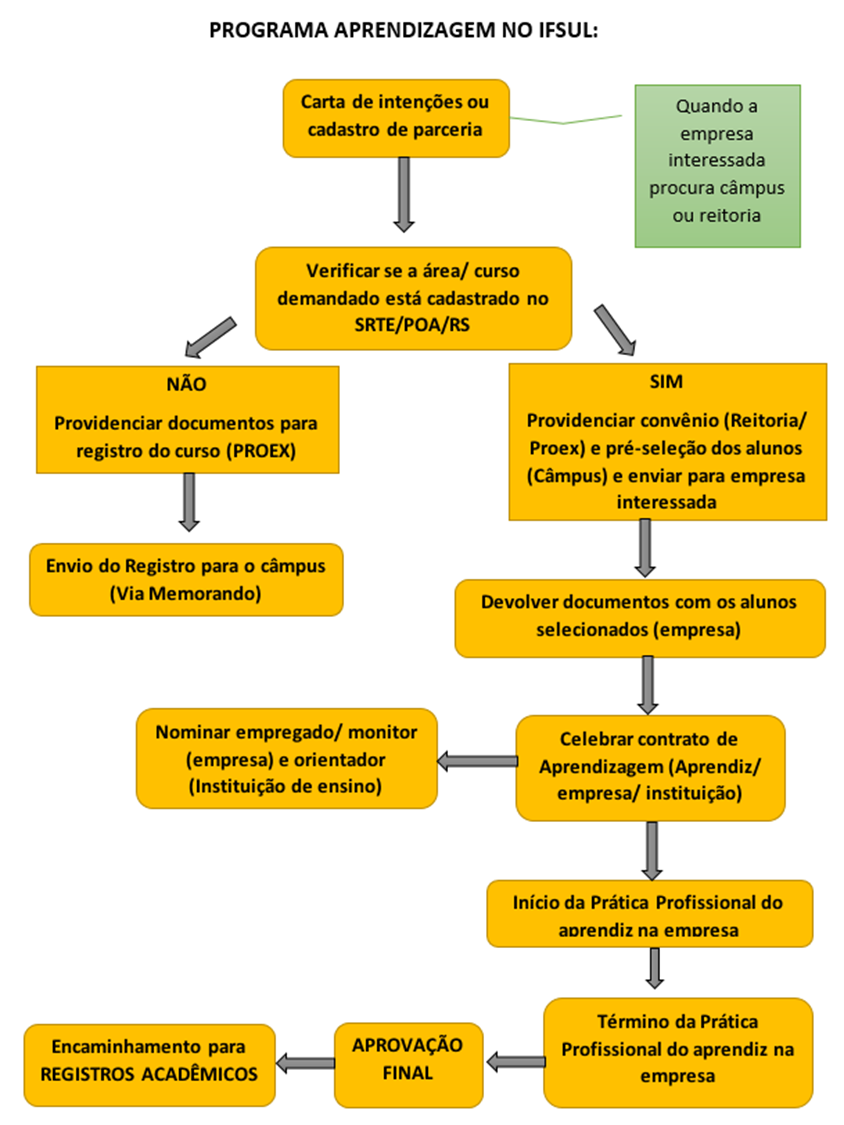 PROGRAMA APRENDIZAGEM NO IFSUL:
Carta de intenções ou
cadastro de parceria
Quando a
empresa
interessada
procura câmpus
ou reitoria
Verificar se a área/ curso
demandado está cadastrado no
SRTE/POA/RS
NÃO
Providenciar documentos para
registro do curso (PROEX)
SIM
Providenciar convênio (Reitoria/
Proex) e pré-seleção dos alunos
(Câmpus) e enviar para empresa
interessada
Envio do Registro para o câmpus
(Via Memorando)
Devolver documentos com os alunos
selecionados (empresa)
Nominar empregado/ monitor
(empresa) e orientador
(Instituição de ensino)
Celebrar contrato de
Aprendizagem (Aprendiz/
empresa/ instituição)
Início da Prática Profissional do
aprendiz na empresa
Término da Prática
Profissional do aprendiz na
empresa
APROVAÇÃO
FINAL
Encaminhamento para
REGISTROS ACADÊMICOS